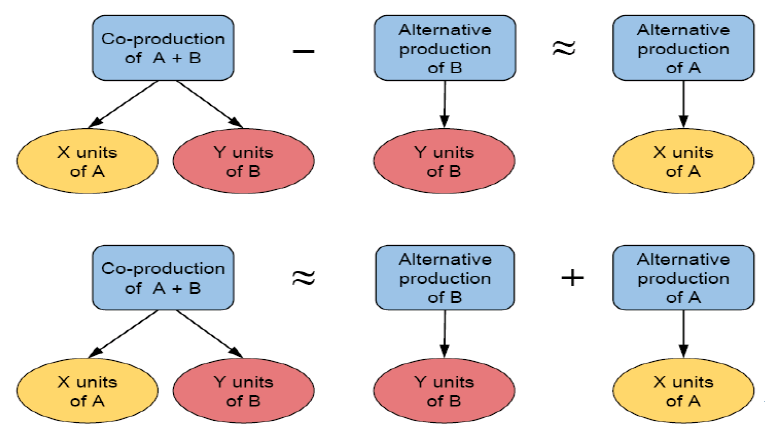 Co-production
of A + B
−
Alternative
production
of B
≈
Alternative
production
of A
X units
of A
Y units
of B
Y units
of B
X units
of A
Co-production
of A + B
≈
Alternative
production
of B
+
Alternative
production
of A
X units
of A
Y units
of B
Y units
of B
X units
of A